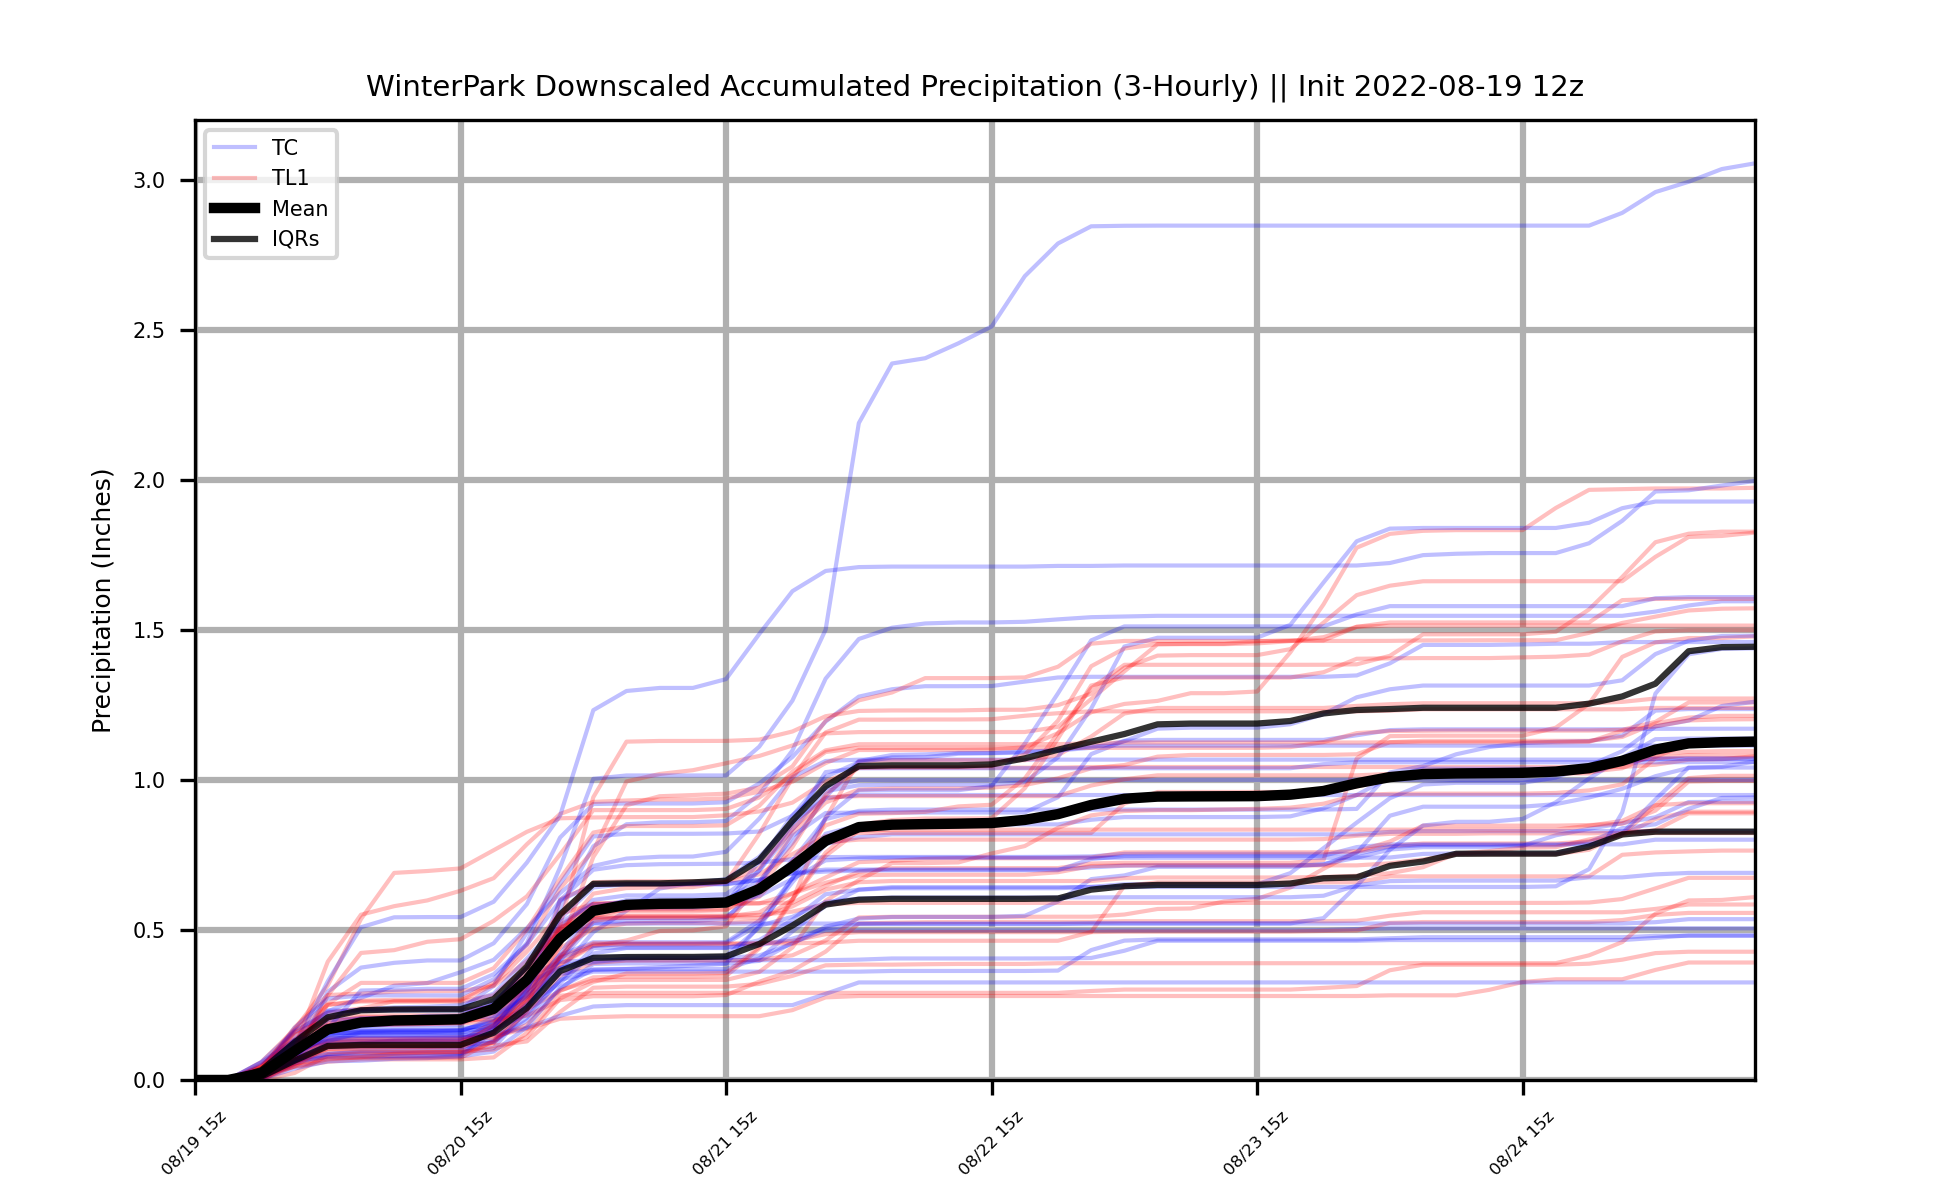 WinterPark Downscaled Accumulated Precipitation (3-Hourly) || Init 2022-08-19 12z
TC
TL1
Mean
IQRs
Precipitation (Inches)
3.0
2.5
2.0
1.5
1.0
0.5
0.0
08/19 15z
08/20 15z
08/21 15z
08/22 15z
08/23 15z
08/24 15z